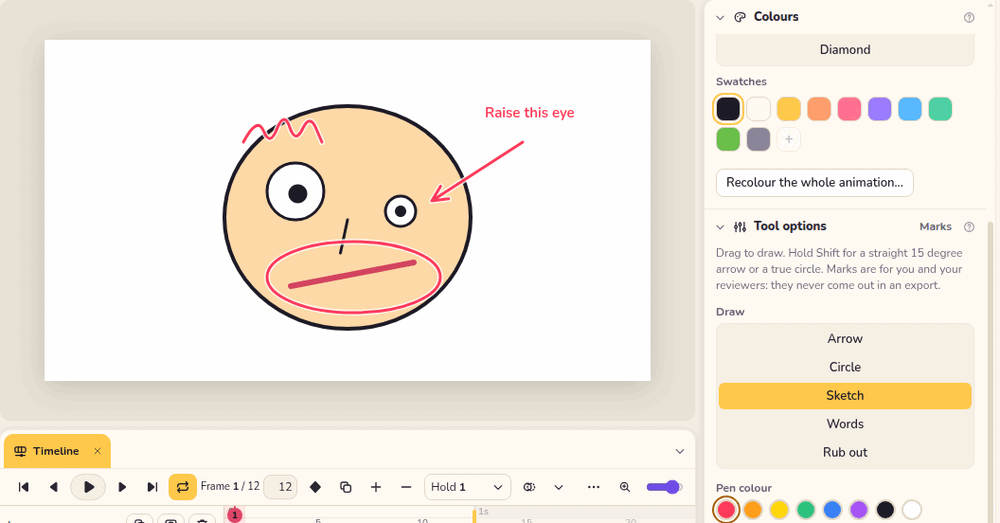 Colours
Diamond
Swatches
Raise this eye
Recolour the whole animation...
Tool options
Marks
Drag to draw. Hold Shift for a straight 15 degree
arrow or a true circle. Marks are for you and your
reviewers: they never come out in an export.
Draw
Arrow
Circle
Sketch
Words
Rub out
Pen colour
Timeline
Frame 1 / 12
12
Hold 1
1
1s
5
10
15
20